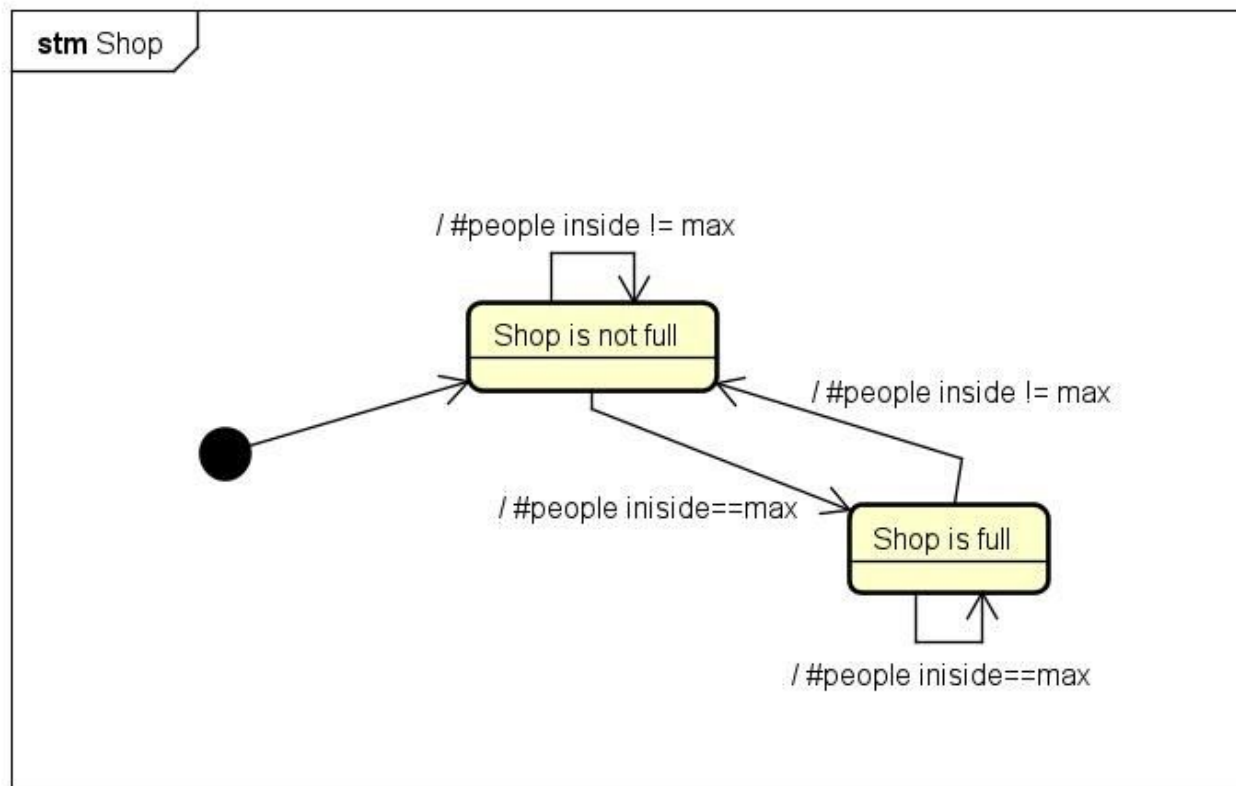 stm Shop
/ #people inside != max
Shop is not full
/ #people inside != max
/ #people iniside==max
Shop is full
/ #people iniside==max